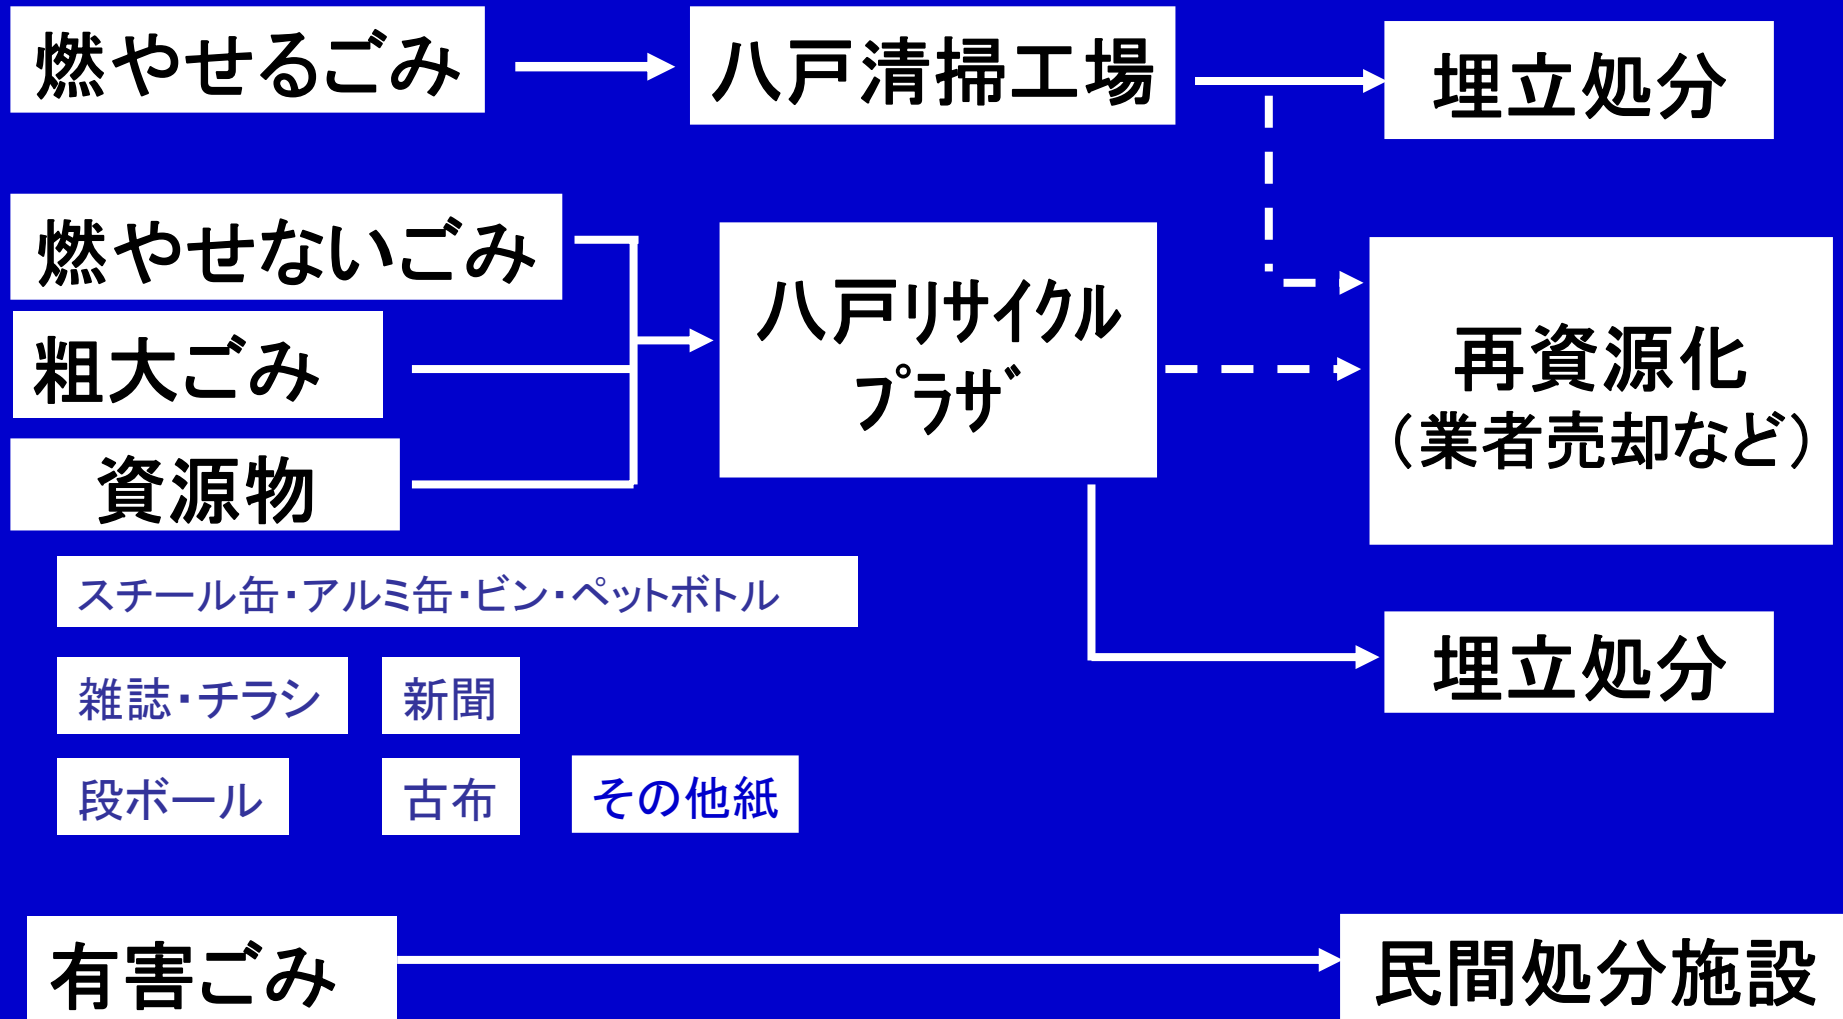 燃やせるごみ
八戸清掃工場
埋立処分
燃やせないごみ
粗大ごみ
資源物
八戸ﾘｻｲｸﾙ
ﾌﾟﾗｻﾞ
再資源化
（業者売却など）
スチール缶・アルミ缶・ビン・ペットボトル
雑誌・チラシ
新聞
段ボール
古布
その他紙
埋立処分
有害ごみ
民間処分施設